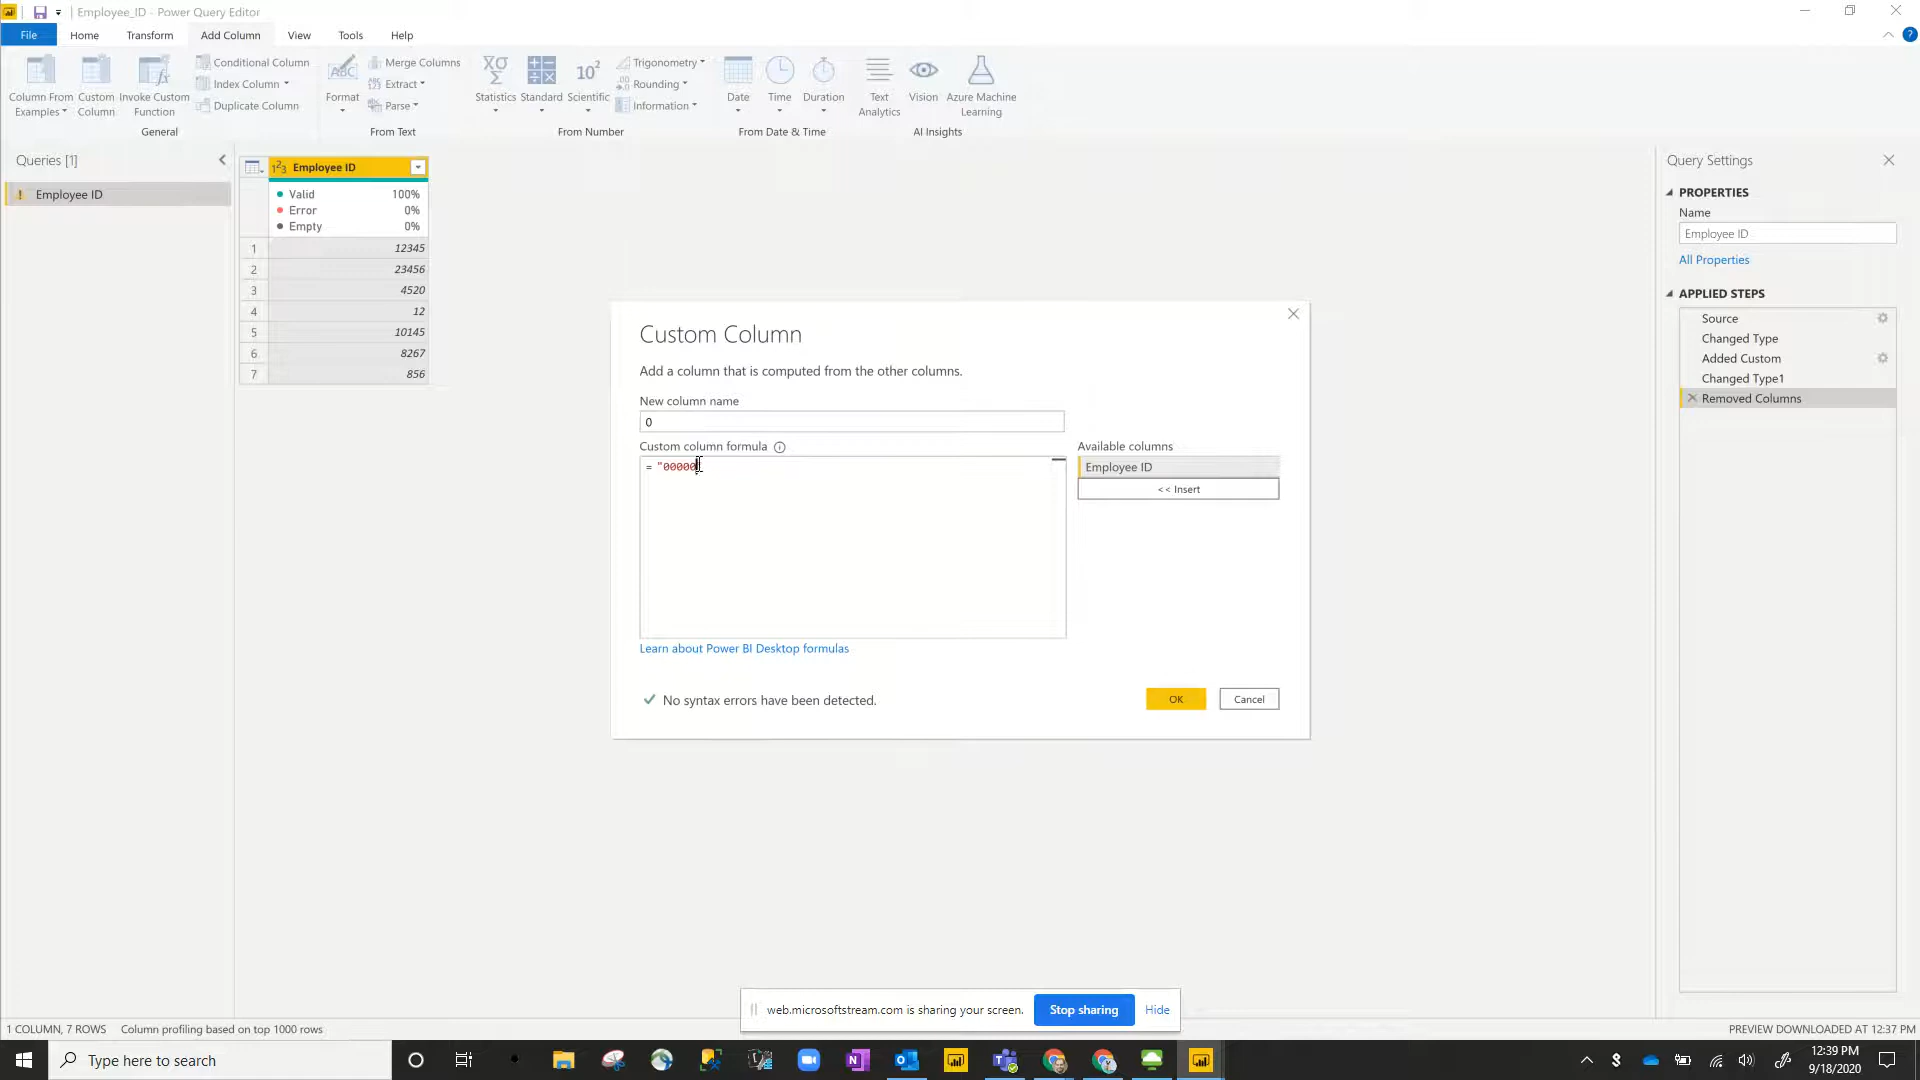 Employee_ID - Power Query Editor
File Home Transform Add Column View Tools Help
Column From Examples
Custom Column
Invoke Custom Function
Conditional Column
Index Column
Duplicate Column
General
Format
Merge Columns
Extract
Parse
From Text
Statistics
Standard
Scientific
10²
Trigonometry
Rounding
Information
From Number
Date
Time
Duration
From Date & Time
Text Analytics
Vision
Azure Machine Learning
AI Insights
Queries [1]
Employee ID
Employee ID
Valid 100%
Error 0%
Empty 0%
1 12345
2 23456
3 4520
4 12
5 10145
6 8267
7 856
Custom Column
Add a column that is computed from the other columns.
New column name
0
Custom column formula
= "00000
Available columns
Employee ID
<< Insert
Learn about Power BI Desktop formulas
No syntax errors have been detected.
OK
Cancel
Query Settings
PROPERTIES
Name
Employee ID
All Properties
APPLIED STEPS
Source
Changed Type
Added Custom
Changed Type1
Removed Columns
web.microsoftstream.com is sharing your screen.
Stop sharing
Hide
1 COLUMN, 7 ROWS Column profiling based on top 1000 rows
PREVIEW DOWNLOADED AT 12:37 PM
Type here to search
12:39 PM
9/18/2020